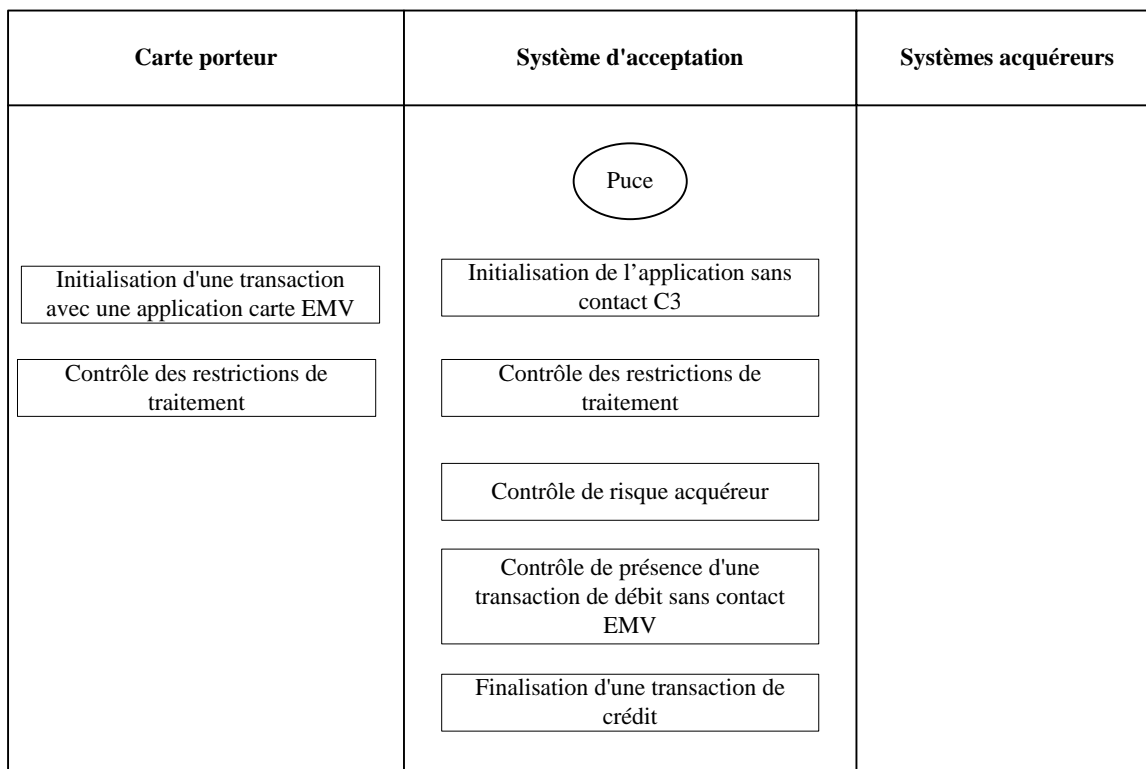 Carte porteur
Système d'acceptation
Systèmes acquéreurs
Puce
Initialisation d'une transaction
avec une application carte EMV
Initialisation de l’application sans
contact C3
Contrôle des restrictions de
traitement
Contrôle des restrictions de
traitement
Contrôle de risque acquéreur
Contrôle de présence d'une
transaction de débit sans contact
EMV
Finalisation d'une transaction de
crédit